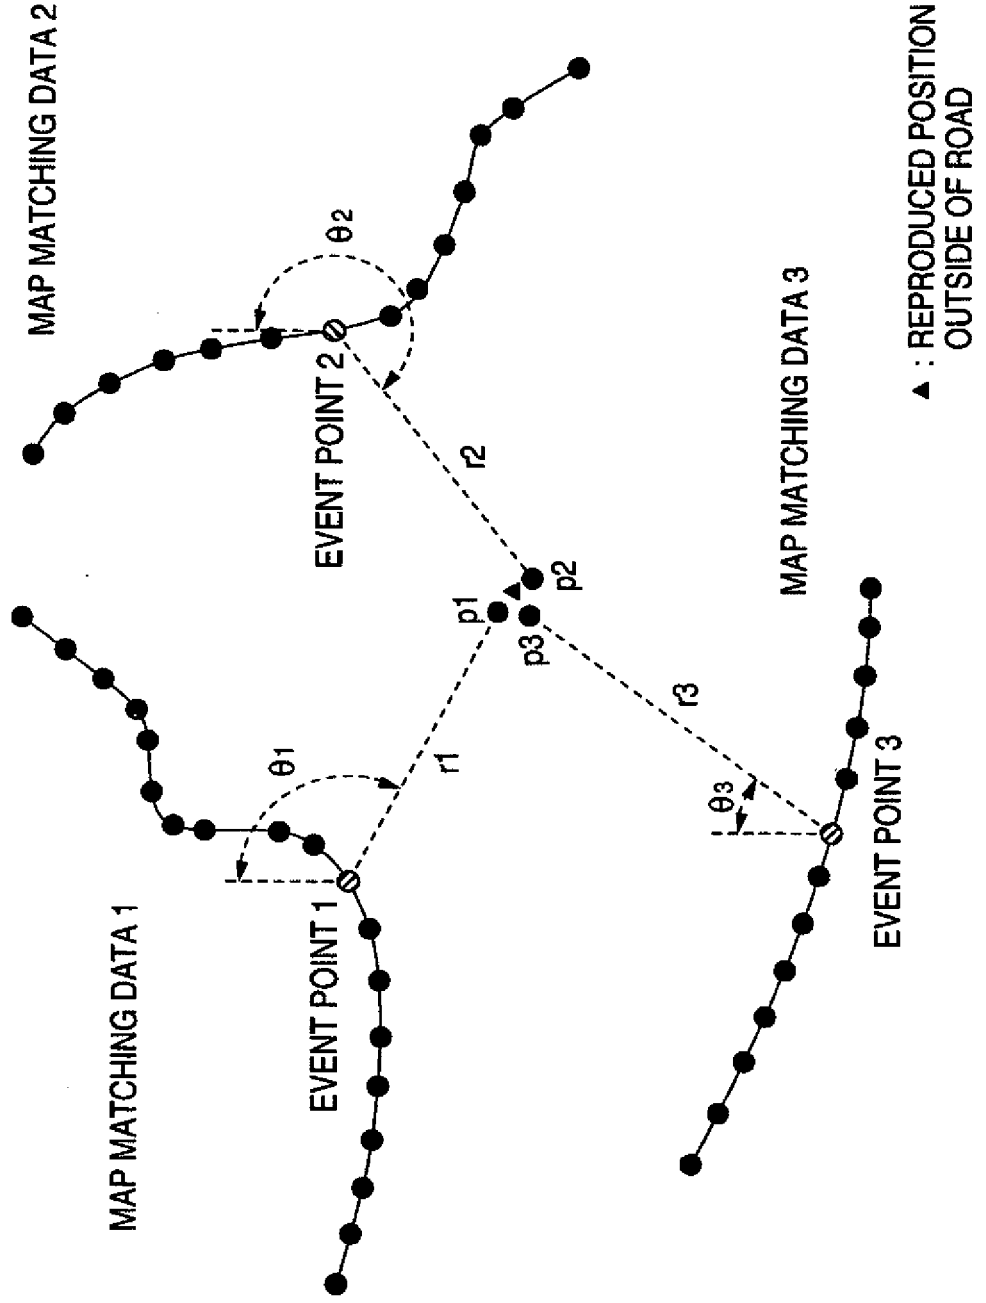 MAP MATCHING DATA 1
θ1
EVENT POINT 1
r1
p1
MAP MATCHING DATA 2
θ2
EVENT POINT 2
r2
p2
p3
r3
θ3
EVENT POINT 3
MAP MATCHING DATA 3
▲ : REPRODUCED POSITION
OUTSIDE OF ROAD